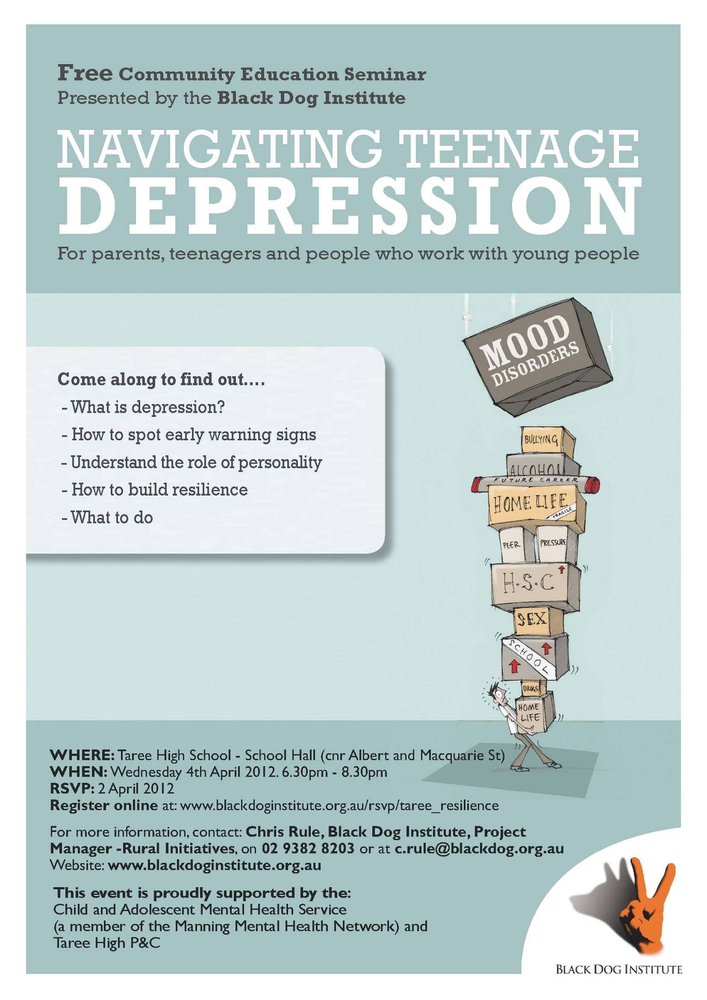 Free Community Education Seminar
Presented by the Black Dog Institute
NAVIGATING TEENAGE
DEPRESSION
For parents, teenagers and people who work with young people
MOOD
DISORDERS
Come along to find out....
- What is depression?
- How to spot early warning signs
- Understand the role of personality
- How to build resilience
- What to do
BULLYING
ALCOHOL
FUTURE CAREER
HOME LIFE
FRAGILE
PEER PRESSURE
H.S.C
SEX
SCHOOL
DRUGS
HOME
LIFE
WHERE: Taree High School - School Hall (cnr Albert and Macquarie St)
WHEN: Wednesday 4th April 2012. 6.30pm - 8.30pm
RSVP: 2 April 2012
Register online at: www.blackdoginstitute.org.au/rsvp/taree_resilience
For more information, contact: Chris Rule, Black Dog Institute, Project
Manager -Rural Initiatives, on 02 9382 8203 or at c.rule@blackdog.org.au
Website: www.blackdoginstitute.org.au
This event is proudly supported by the:
Child and Adolescent Mental Health Service
(a member of the Manning Mental Health Network) and
Taree High P&C
BLACK DOG INSTITUTE